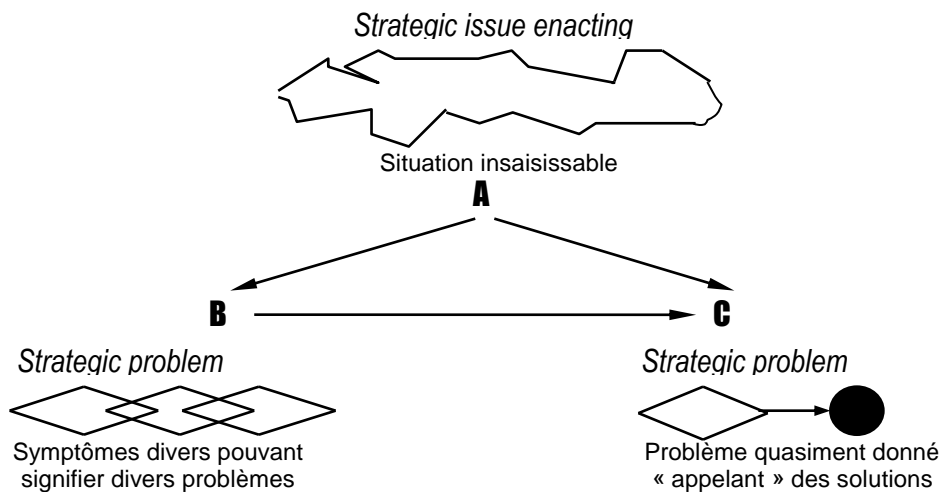 Strategic issue enacting
Situation insaisissable
A
B
C
Strategic problem
Symptômes divers pouvant
signifier divers problèmes
Strategic problem
Problème quasiment donné
« appelant » des solutions